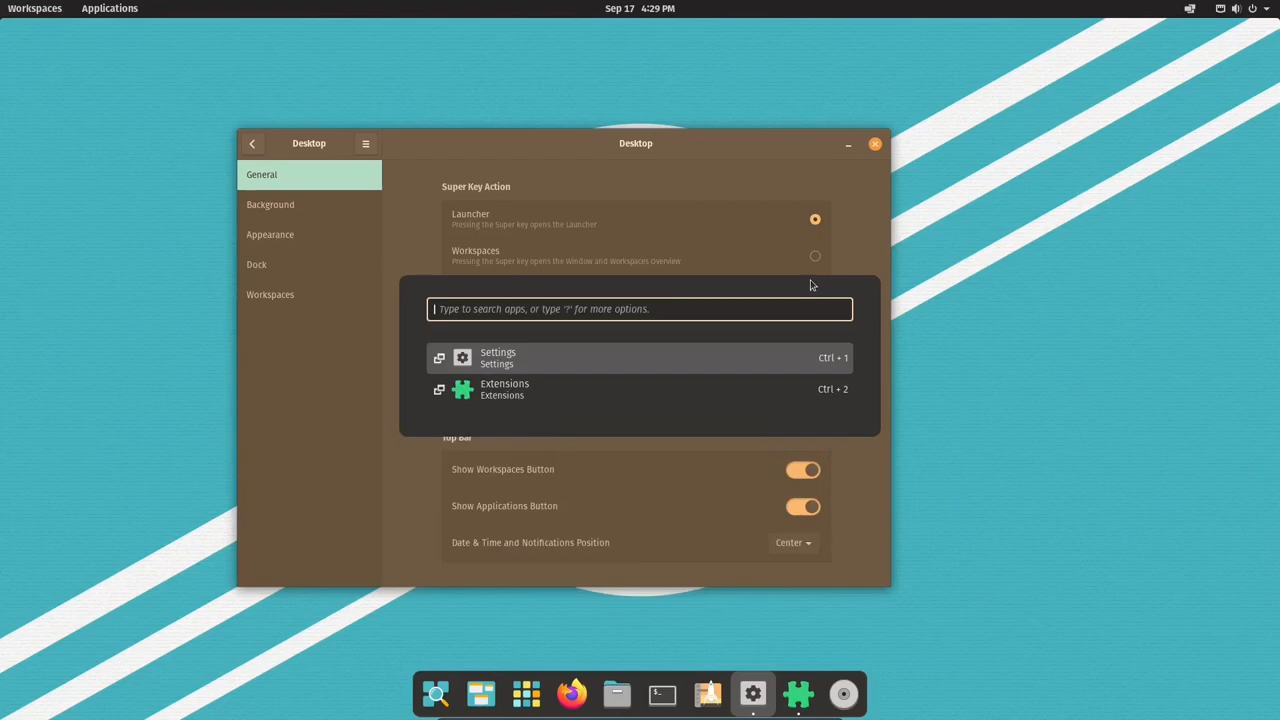 Workspaces Applications Sep 17 4:29 PM
Desktop Desktop
General
Background
Appearance
Dock
Workspaces
Super Key Action
Launcher
Pressing the Super key opens the Launcher
Workspaces
Pressing the Super key opens the Window and Workspaces Overview
Type to search apps, or type '?' for more options.
Settings
Settings
Ctrl + 1
Extensions
Extensions
Ctrl + 2
Top Bar
Show Workspaces Button
Show Applications Button
Date & Time and Notifications Position Center